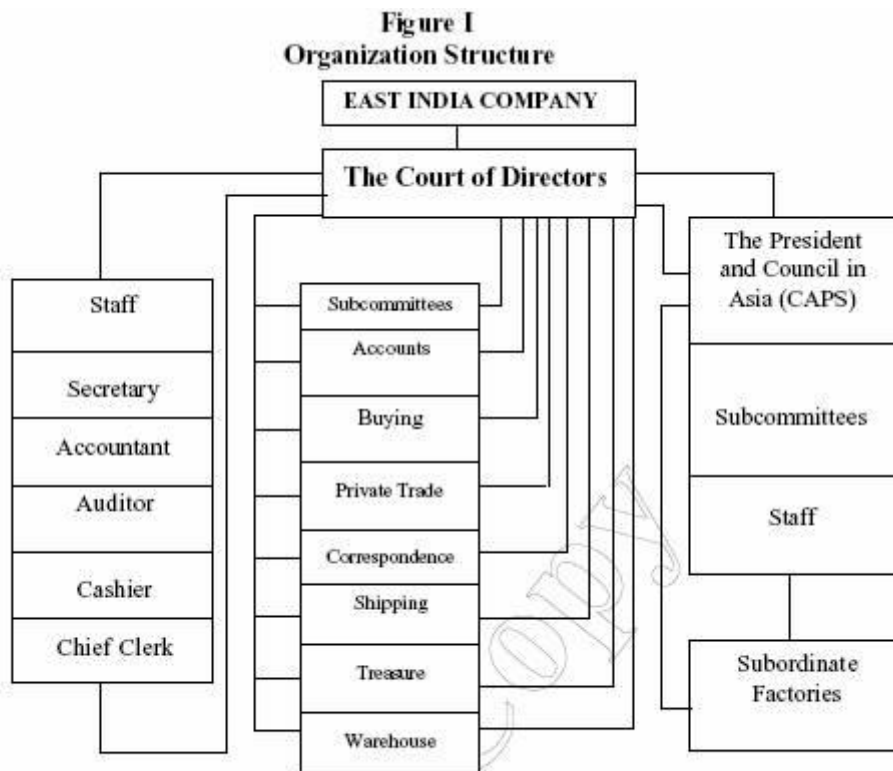 Figure I
Organization Structure
EAST INDIA COMPANY
The Court of Directors
Staff
Secretary
Accountant
Auditor
Cashier
Chief Clerk
Subcommittees
Accounts
Buying
Private Trade
Correspondence
Shipping
Treasure
Warehouse
The President
and Council in
Asia (CAPS)
Subcommittees
Staff
Subordinate
Factories
Copy